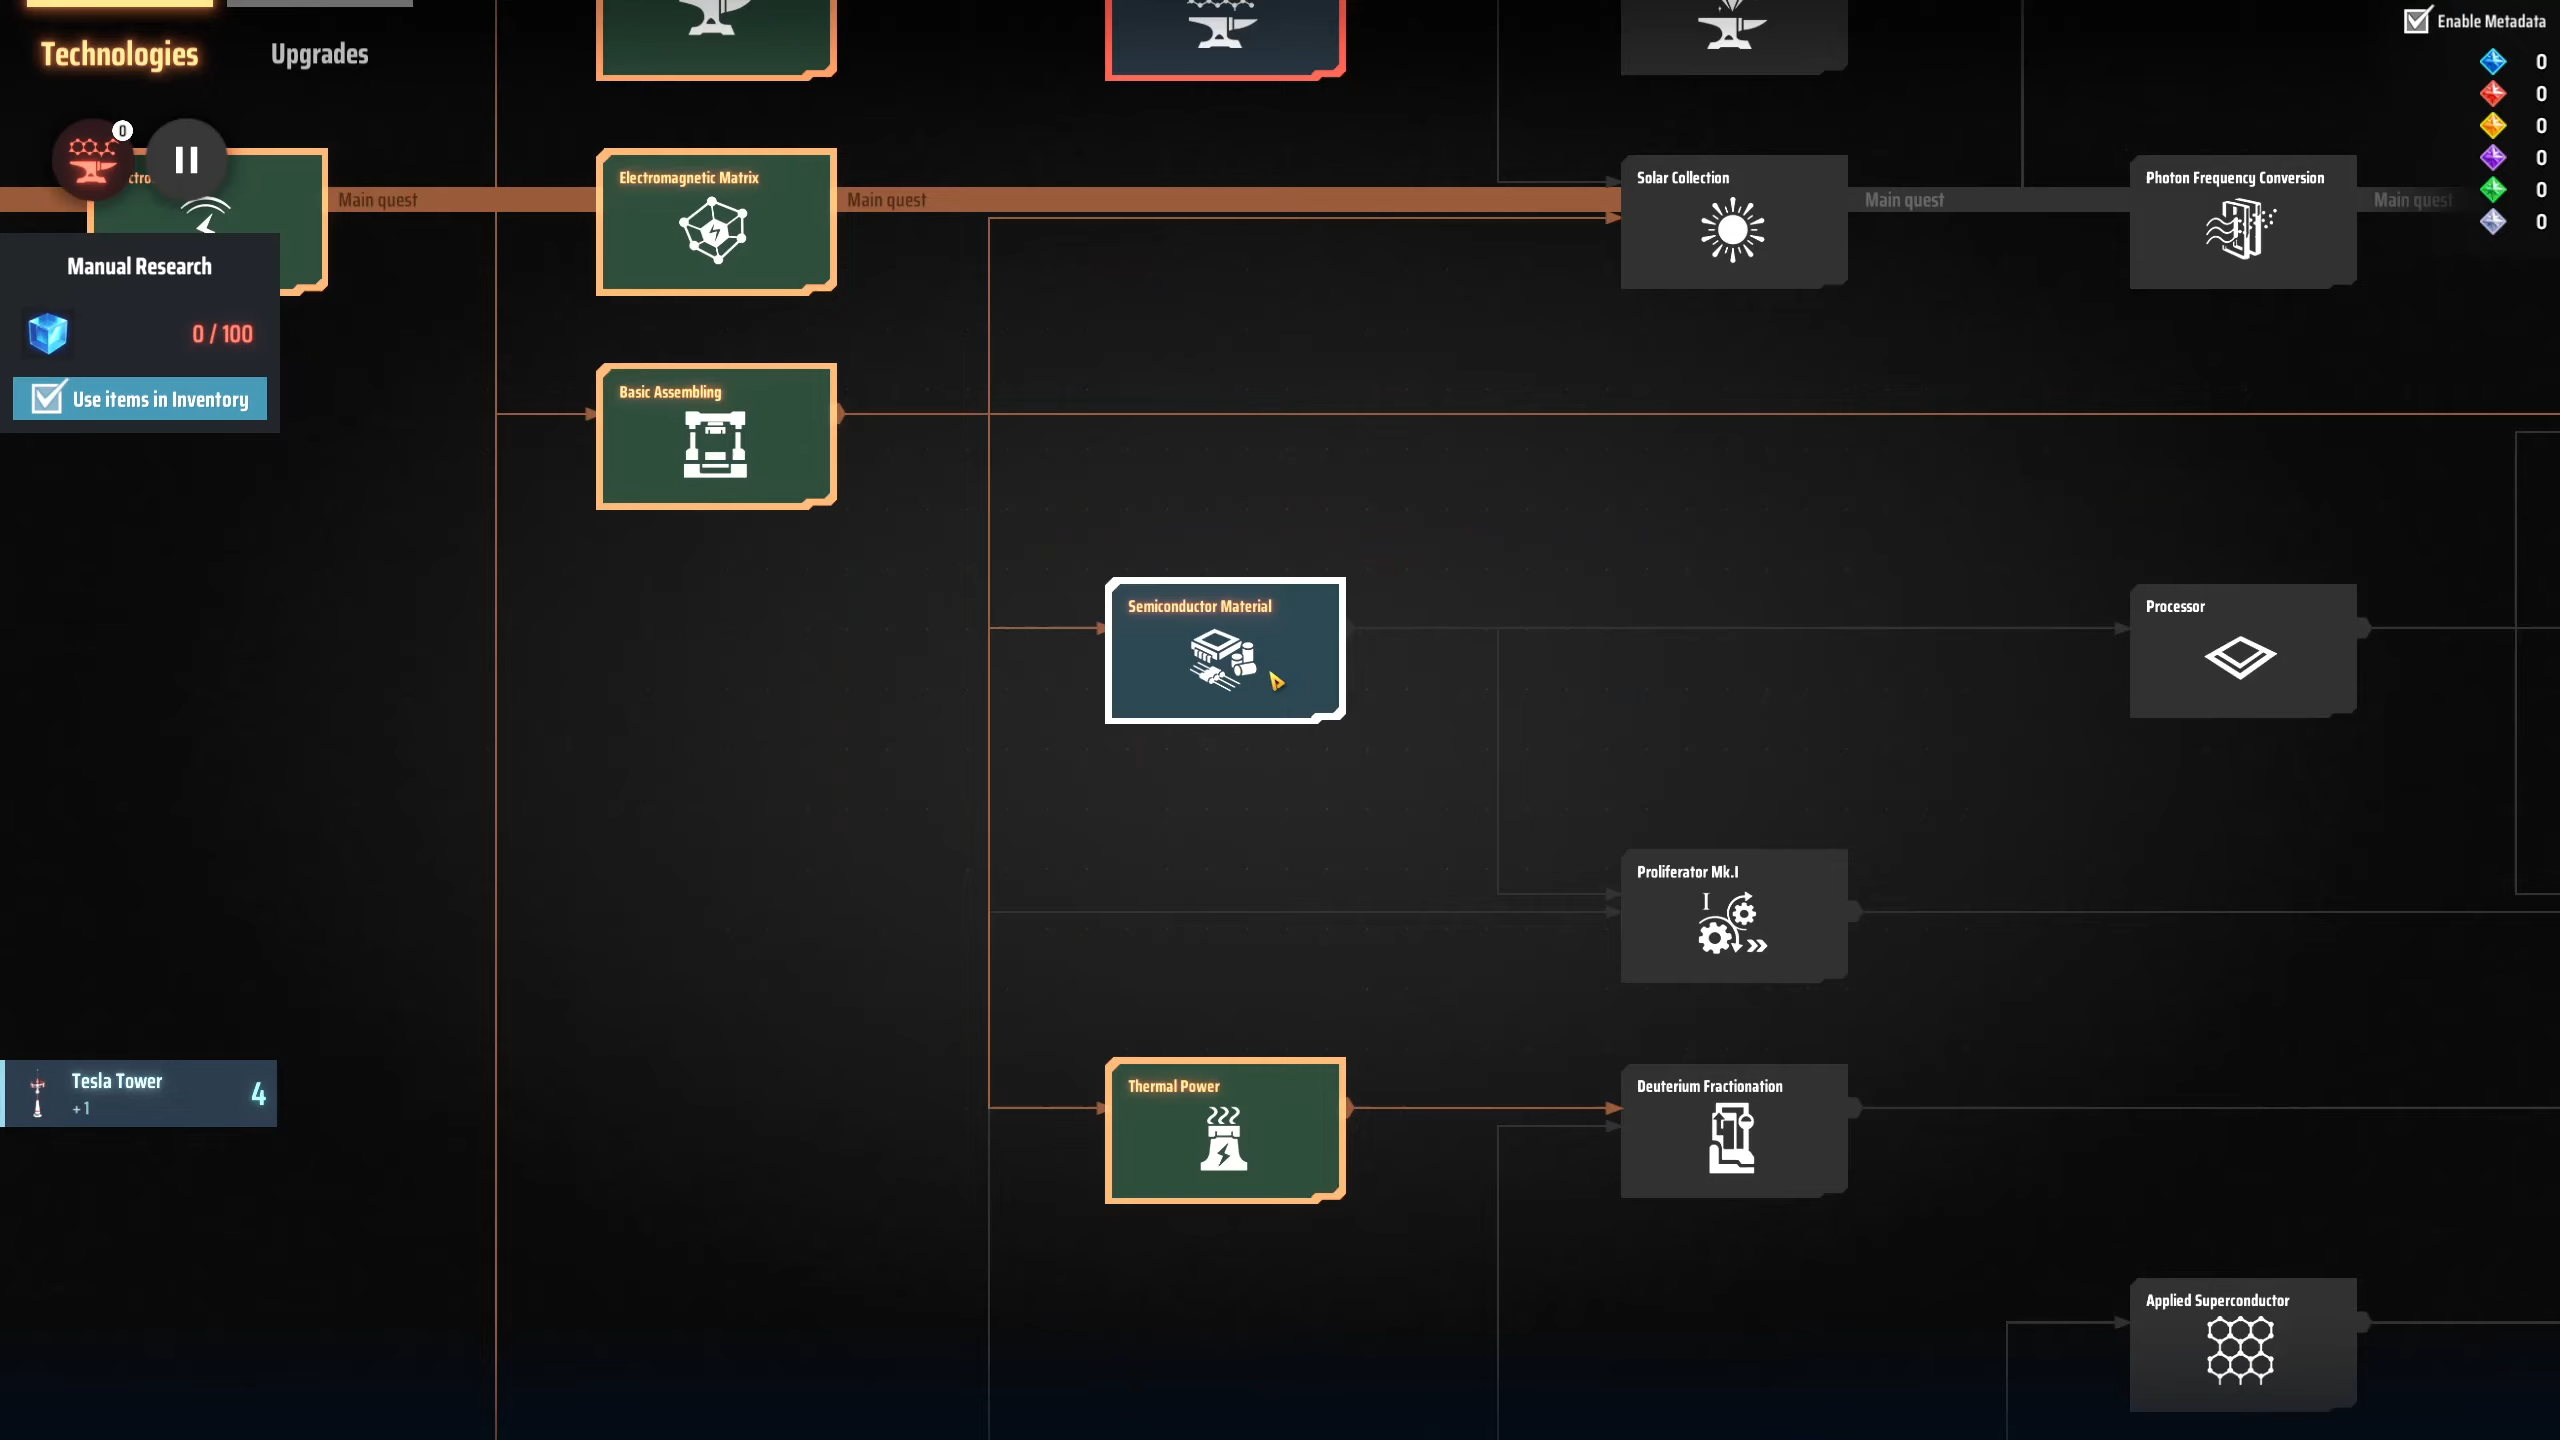 Technologies
Upgrades
Enable Metadata
0
0
0
0
0
0
0
ctro
Main quest
Electromagnetic Matrix
Main quest
Solar Collection
Main quest
Photon Frequency Conversion
Main quest
Manual Research
0 / 100
Use items in Inventory
Basic Assembling
Semiconductor Material
Processor
Proliferator Mk.I
I
Tesla Tower
+1
4
Thermal Power
Deuterium Fractionation
Applied Superconductor